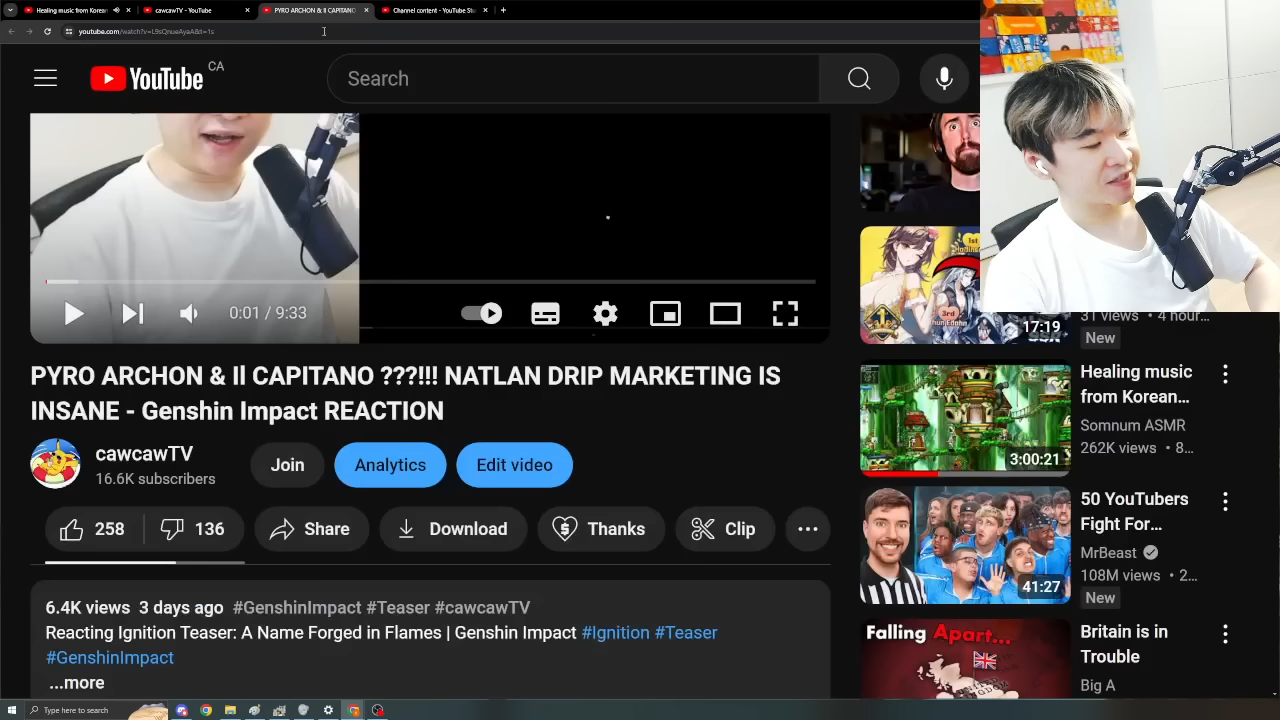 Healing music from Korean
cawcawTV - YouTube
PYRO ARCHON & Il CAPITANO
Channel content - YouTube Stu
youtube.com/watch?v=
YouTube CA
Search
0:01 / 9:33
PYRO ARCHON & Il CAPITANO ???!!! NATLAN DRIP MARKETING IS
INSANE - Genshin Impact REACTION
cawcawTV
16.6K subscribers
Join
Analytics
Edit video
258
136
Share
Download
Thanks
Clip
6.4K views 3 days ago #GenshinImpact #Teaser #cawcawTV
Reacting Ignition Teaser: A Name Forged in Flames | Genshin Impact #Ignition #Teaser
#GenshinImpact
...more
1st
3rd
17:19
31 views • 4 hour...
New
Healing music
from Korean...
Somnum ASMR
262K views • 8...
3:00:21
50 YouTubers
Fight For...
MrBeast
108M views • 2...
New
41:27
Falling Apart...
Britain is in
Trouble
Big A
Type here to search